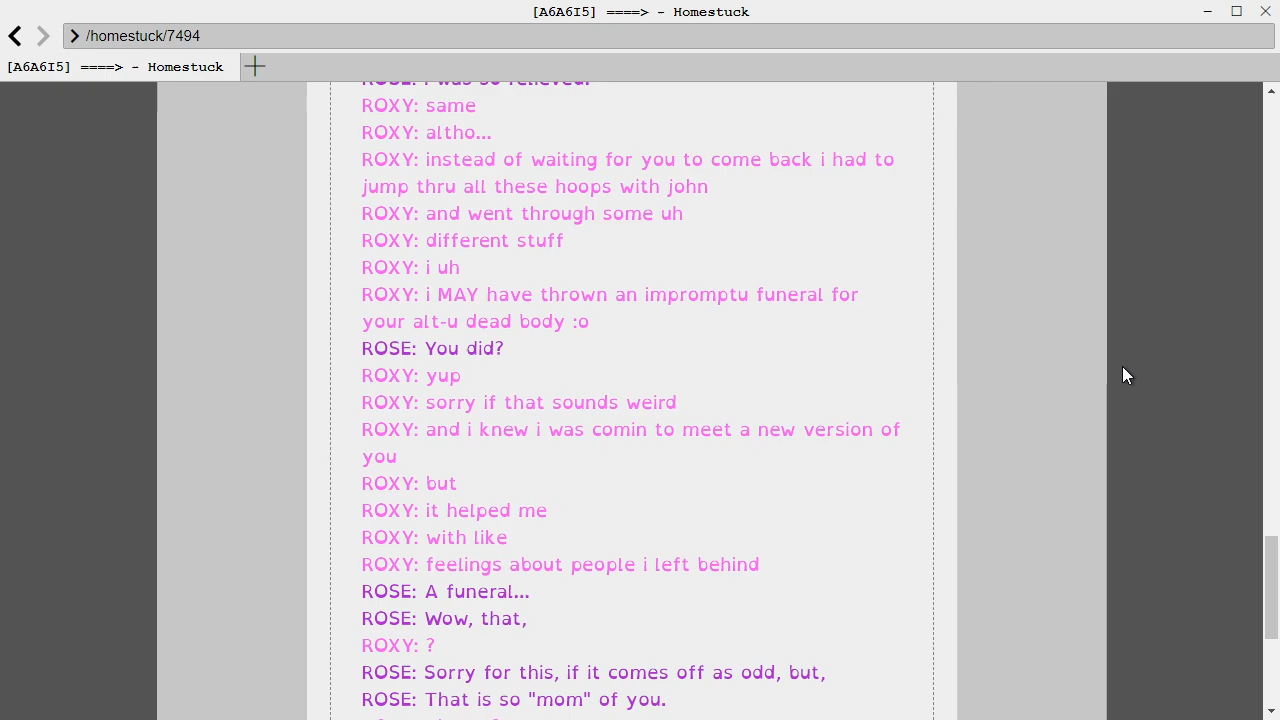 [A6A6I5] ====> - Homestuck
/homestuck/7494
[A6A6I5] ====> - Homestuck
ROSE: I was so relieved.
ROXY: same
ROXY: altho...
ROXY: instead of waiting for you to come back i had to
jump thru all these hoops with john
ROXY: and went through some uh
ROXY: different stuff
ROXY: i uh
ROXY: i MAY have thrown an impromptu funeral for
your alt-u dead body :o
ROSE: You did?
ROXY: yup
ROXY: sorry if that sounds weird
ROXY: and i knew i was comin to meet a new version of
you
ROXY: but
ROXY: it helped me
ROXY: with like
ROXY: feelings about people i left behind
ROSE: A funeral...
ROSE: Wow, that,
ROXY: ?
ROSE: Sorry for this, if it comes off as odd, but,
ROSE: That is so "mom" of you.